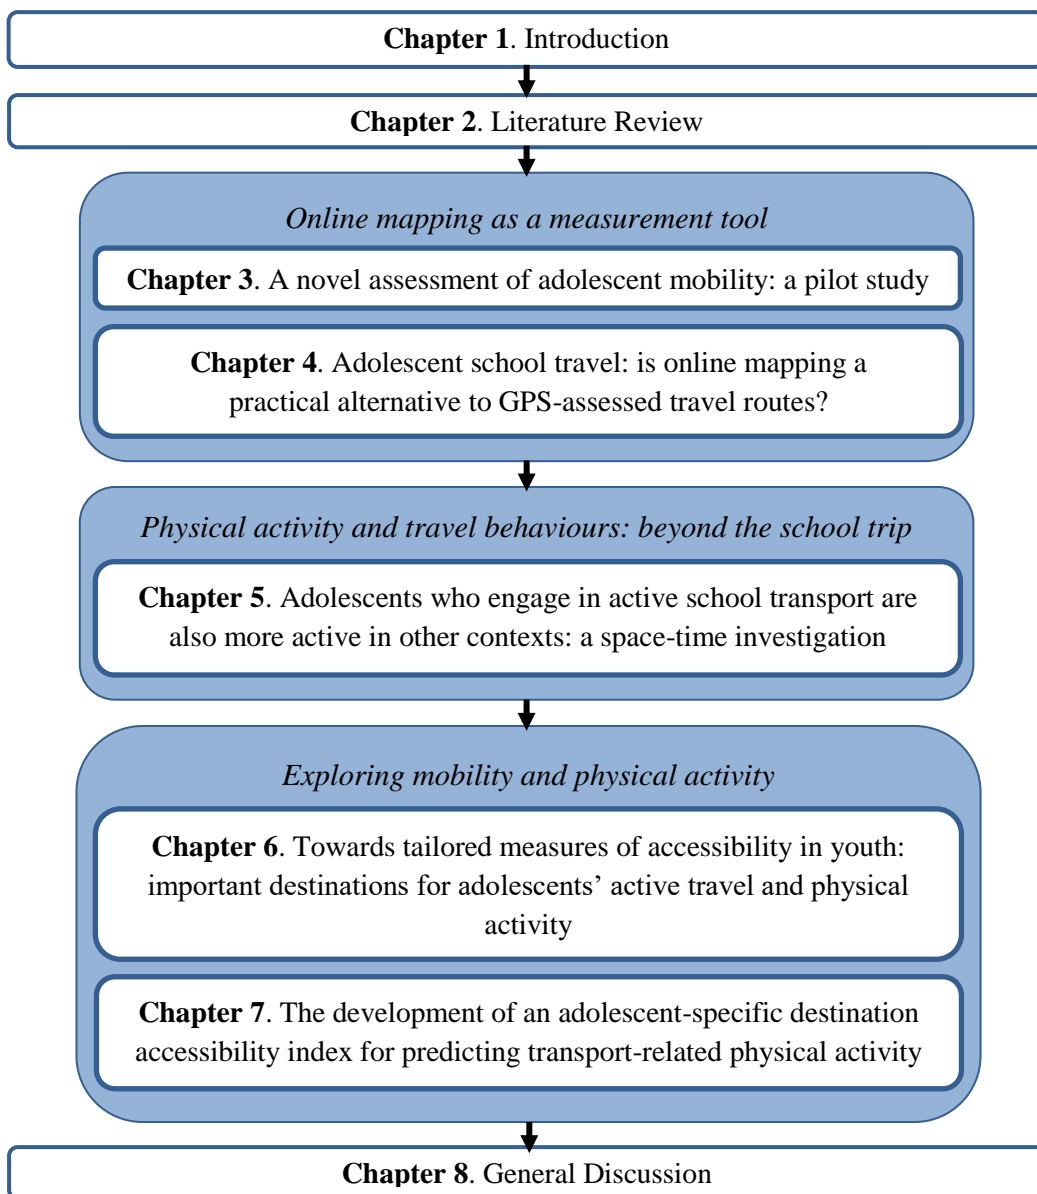 Chapter 1. Introduction
Chapter 2. Literature Review
Online mapping as a measurement tool
Chapter 3. A novel assessment of adolescent mobility: a pilot study
Chapter 4. Adolescent school travel: is online mapping a
practical alternative to GPS-assessed travel routes?
Physical activity and travel behaviours: beyond the school trip
Chapter 5. Adolescents who engage in active school transport are
also more active in other contexts: a space-time investigation
Exploring mobility and physical activity
Chapter 6. Towards tailored measures of accessibility in youth:
important destinations for adolescents’ active travel and physical
activity
Chapter 7. The development of an adolescent-specific destination
accessibility index for predicting transport-related physical activity
Chapter 8. General Discussion